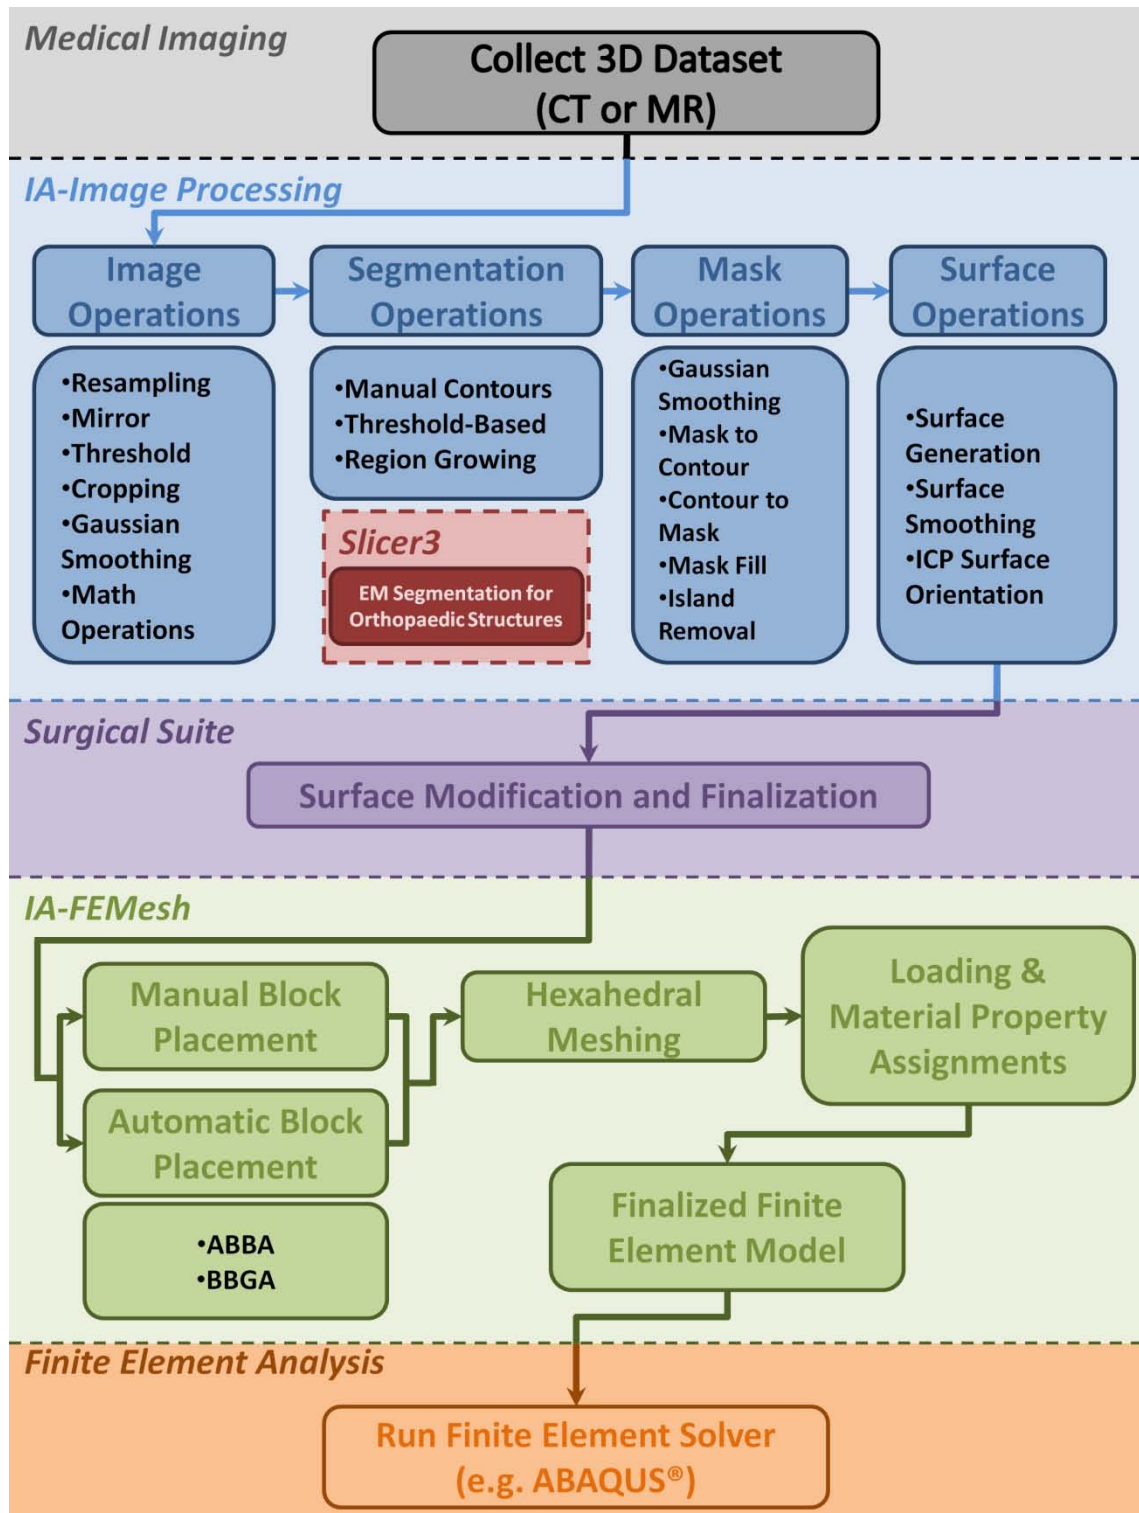 Medical Imaging
Collect 3D Dataset
(CT or MR)
IA-Image Processing
Image
Operations
Segmentation
Operations
Mask
Operations
Surface
Operations
•Resampling
•Mirror
•Threshold
•Cropping
•Gaussian
Smoothing
•Math
Operations
•Manual Contours
•Threshold-Based
•Region Growing
Slicer3
EM Segmentation for
Orthopaedic Structures
•Gaussian
Smoothing
•Mask to
Contour
•Contour to
Mask
•Mask Fill
•Island
Removal
•Surface
Generation
•Surface
Smoothing
•ICP Surface
Orientation
Surgical Suite
Surface Modification and Finalization
IA-FEMesh
Manual Block
Placement
Automatic Block
Placement
•ABBA
•BBGA
Hexahedral
Meshing
Loading &
Material Property
Assignments
Finalized Finite
Element Model
Finite Element Analysis
Run Finite Element Solver
(e.g. ABAQUS®)